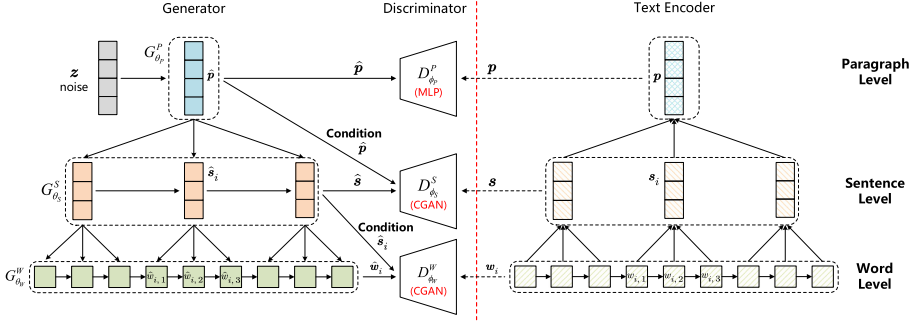 Generator
Discriminator
Text Encoder
z
noise
G^P_{θ_P}
p̂
p̂
D^P_{ϕ_P}
(MLP)
p
p
Paragraph
Level
Condition
p̂
G^S_{θ_S}
ŝ_i
ŝ
D^S_{ϕ_S}
(CGAN)
s
s_i
Sentence
Level
Condition
ŝ_i
G^W_{θ_W}
ŵ_{i,1} ŵ_{i,2} ŵ_{i,3}
ŵ_i
D^W_{ϕ_W}
(CGAN)
w_i
w_{i,1} w_{i,2} w_{i,3}
Word
Level